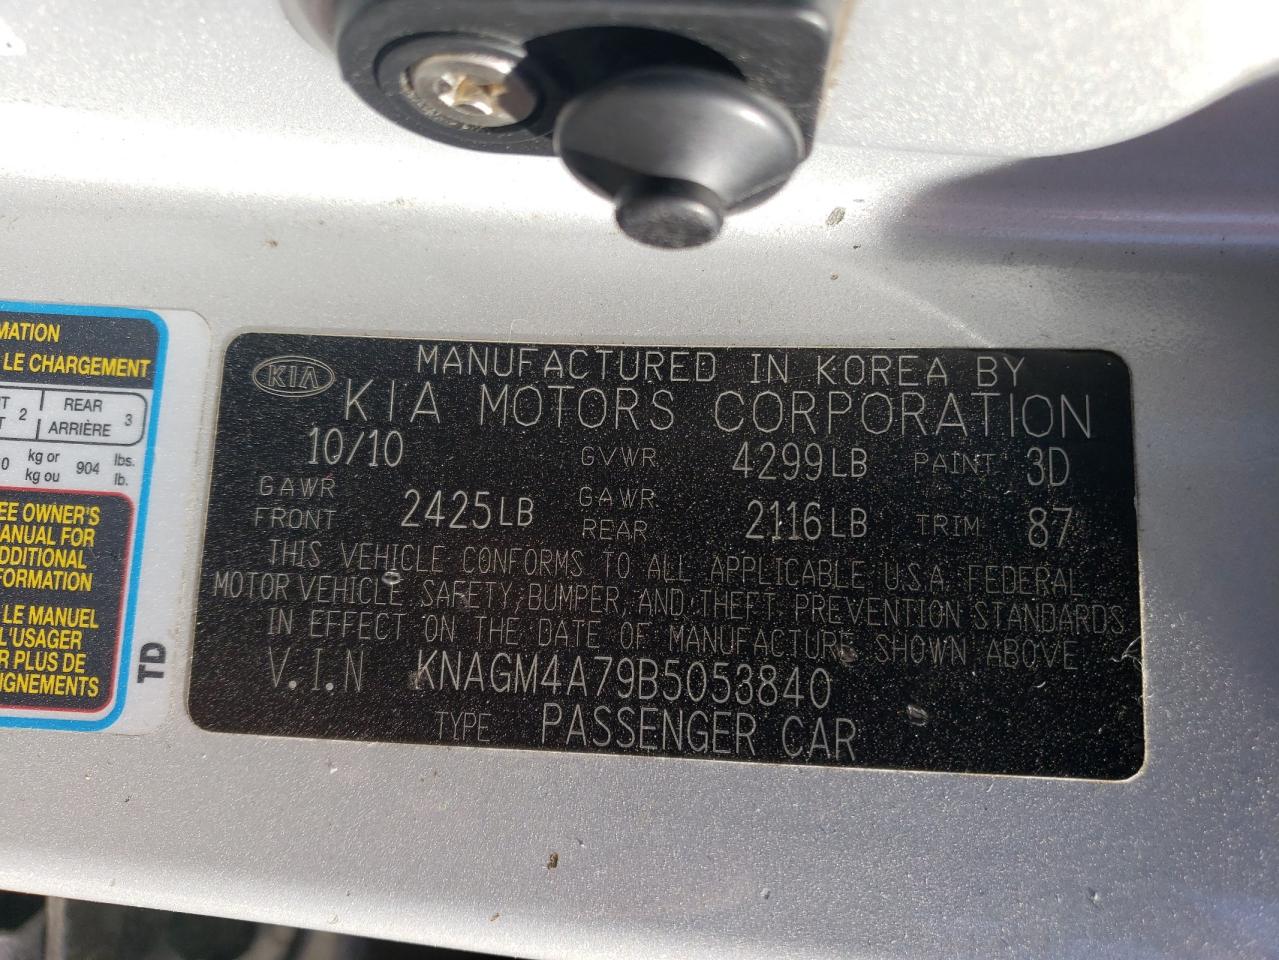 MATION
LE CHARGEMENT
2 REAR 3
ARRIÈRE
kg or 904 lbs.
kg ou lb.
EE OWNER'S
ANUAL FOR
DDITIONAL
FORMATION
LE MANUEL
L'USAGER
R PLUS DE
IGNEMENTS
TD
KIA
MANUFACTURED IN KOREA BY
KIA MOTORS CORPORATION
10/10 GVWR 4299LB PAINT 3D
GAWR FRONT 2425LB GAWR REAR 2116LB TRIM 87
THIS VEHICLE CONFORMS TO ALL APPLICABLE U.S.A. FEDERAL
MOTOR VEHICLE SAFETY, BUMPER, AND THEFT PREVENTION STANDARDS
IN EFFECT ON THE DATE OF MANUFACTURE SHOWN ABOVE
V.I.N KNAGM4A79B5053840
TYPE PASSENGER CAR